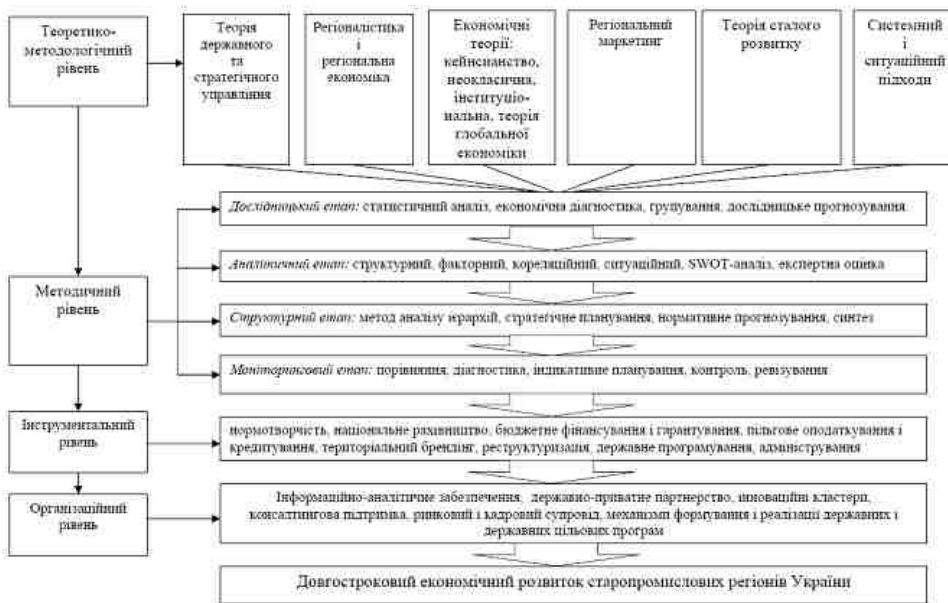 Теоретико-
методологічний
рівень
Теорія
державного
та
стратегічного
управління
Регіоналістика
і
регіональна
економіка
Економічні
теорії:
кейнсианство,
неокласична,
інституціо-
нальна, теорія
глобальної
економіки
Регіональний
маркетинг
Теорія сталого
розвитку
Системний
і
ситуаційний
підходи
Методичний
рівень
Дослідницький етап: статистичний аналіз, економічна діагностика, групування, дослідницьке прогнозування.
Аналітичний етап: структурний, факторний, кореляційний, ситуаційний, SWOT-аналіз, експертна оцінка
Структурний етап: метод аналізу ієрархій, стратегічне планування, нормативне прогнозування, синтез
Моніторинговий етап: порівняння, діагностика, індикативне планування, контроль, ревізування
Інструментальний
рівень
нормотворчість, національне рахівництво, бюджетне фінансування і гарантування, пільгове оподаткування і
кредитування, територіальний брендінг, реструктуризація, державне програмування, адміністрування
Організаційний
рівень
Інформаційно-аналітичне забезпечення, державно-приватне партнерство, інноваційні кластери,
консалтингова підтримка, ринковий і кадровий супровід, механізми формування і реалізації державних і
державних цільових програм
Довгостроковий економічний розвиток старопромислових регіонів України